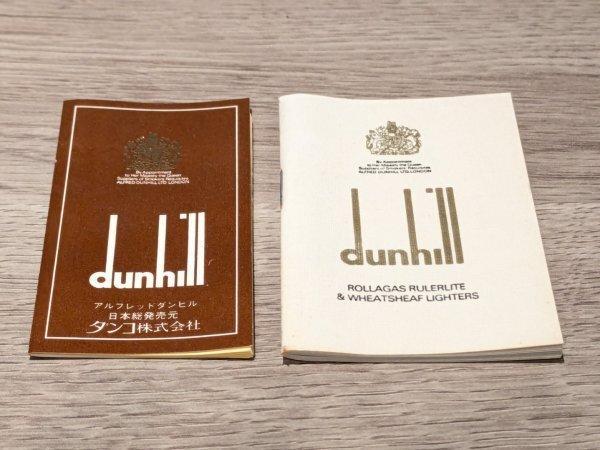 By Appointment
to Her Majesty the Queen
Suppliers of Smokers Requisites
ALFRED DUNHILL LTD. LONDON
dunhill
アルフレッドダンヒル
日本総発売元
ダンコ株式会社
By Appointment
to Her Majesty the Queen
Suppliers of Smokers Requisites
ALFRED DUNHILL LTD. LONDON
dunhill
ROLLAGAS RULERLITE
& WHEATSHEAF LIGHTERS